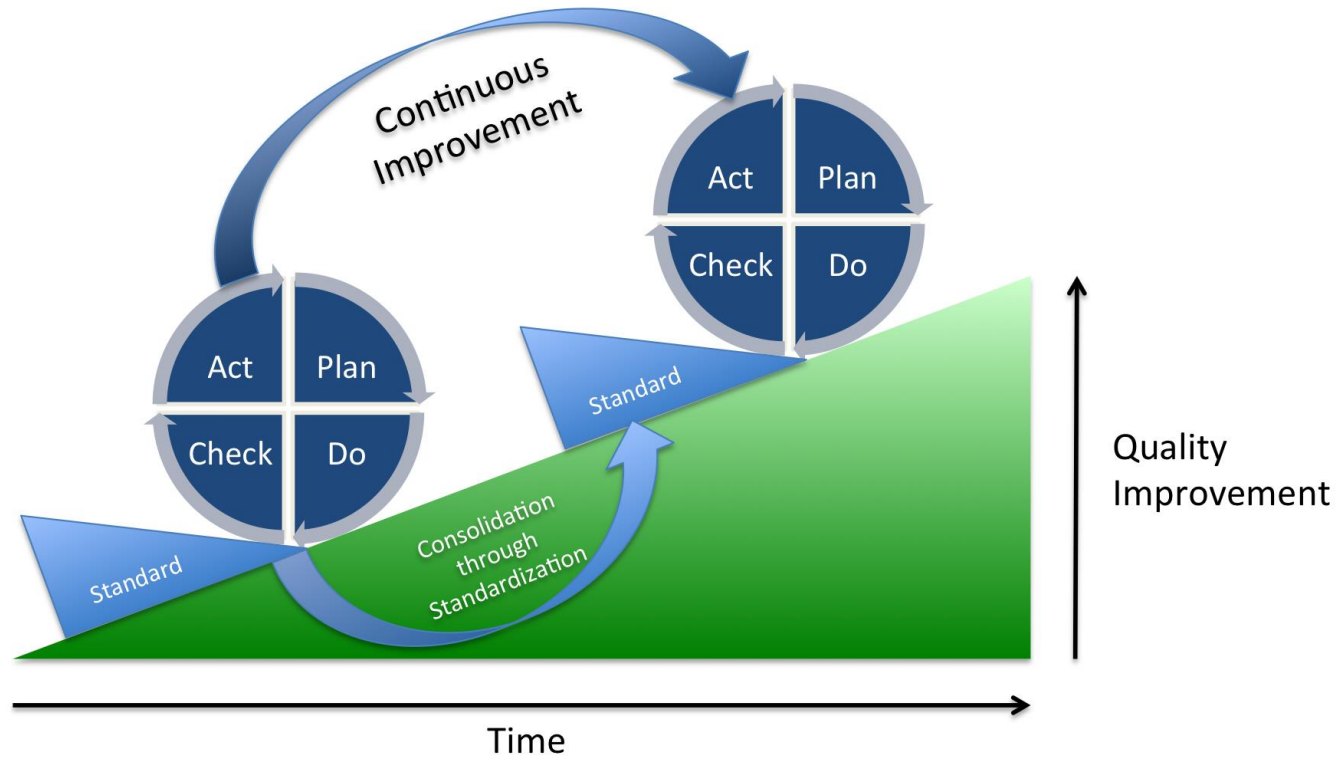 Continuous
Improvement
Act
Plan
Check
Do
Act
Plan
Check
Do
Standard
Standard
Consolidation
through
Standardization
Quality
Improvement
Time